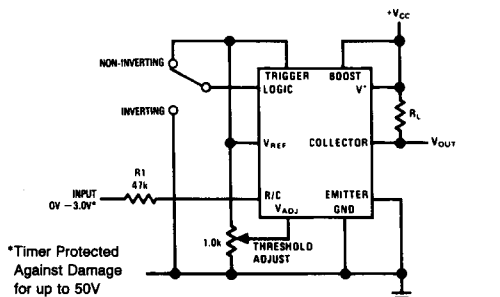 +VCC
NON-INVERTING
TRIGGER BOOST
LOGIC V+
INVERTING
RL
VREF COLLECTOR VOUT
R1
47k
INPUT
0V –3.0V*
R/C EMITTER
VADJ GND
1.0k THRESHOLD
ADJUST
*Timer Protected
Against Damage
for up to 50V